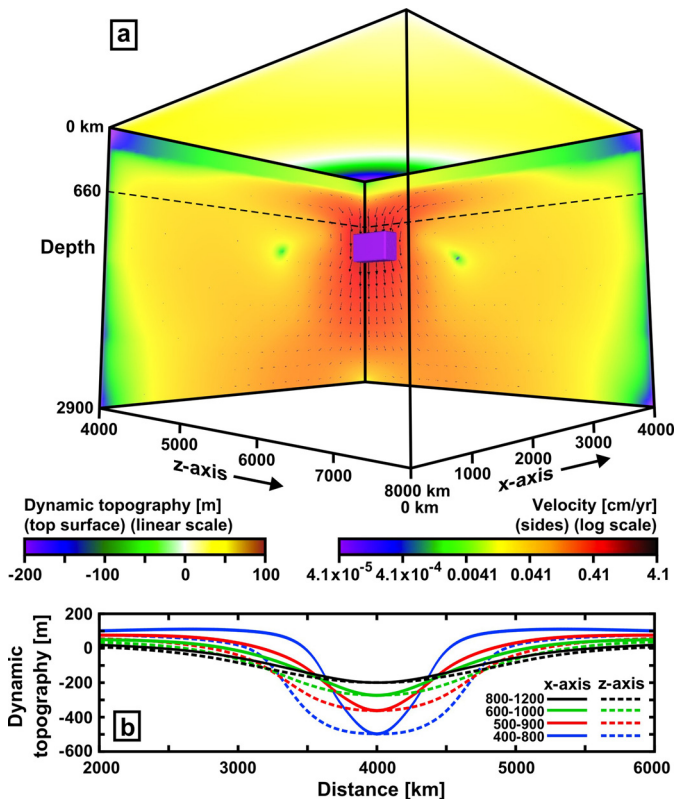 a
0 km
660
Depth
2900
4000 5000 6000 7000 8000 km
z-axis
0 km 1000 2000 3000 4000
x-axis
Dynamic topography [m]
(top surface) (linear scale)
-200 -100 0 50 100
Velocity [cm/yr]
(sides) (log scale)
4.1x10-5 4.1x10-4 0.0041 0.041 0.41 4.1
b
Dynamic
topography [m]
200
0
-200
-400
-600
x-axis z-axis
800-1200
600-1000
500-900
400-800
2000 3000 4000 5000 6000
Distance [km]